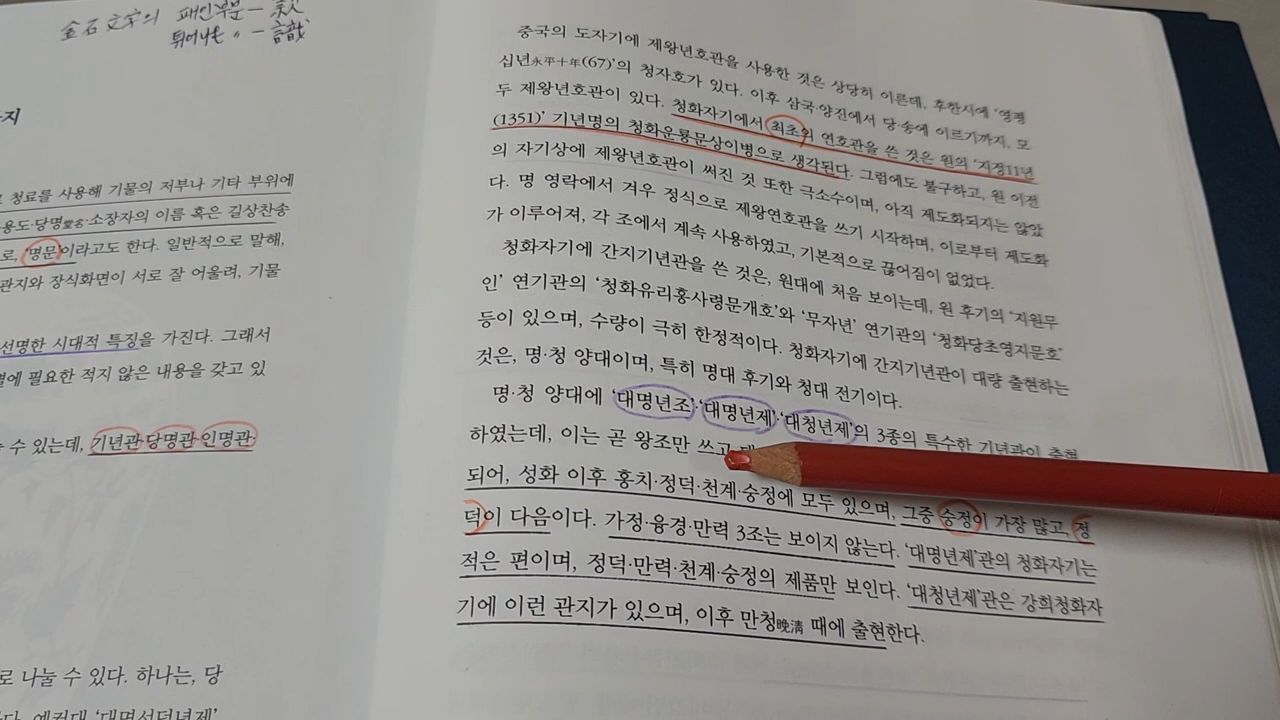 金石文字의 패인부분 – 款
튀어나온 〃 – 識
지
청료를 사용해 기물의 저부나 기타 부위에
용도·당명堂名·소장자의 이름 혹은 길상찬송
로, '명문'이라고도 한다. 일반적으로 말해,
관지와 장식화면이 서로 잘 어울려, 기물
선명한 시대적 특징을 가진다. 그래서
별에 필요한 적지 않은 내용을 갖고 있
수 있는데, 기년관·당명관·인명관·
로 나눌 수 있다. 하나는, 당
예컨대 '대명선덕년제'
중국의 도자기에 제왕년호관을 사용한 것은 상당히 이른데, 후한시에 '영평
십년永平十年(67)'의 청자호가 있다. 이후 삼국·양진에서 당·송에 이르기까지, 모
두 제왕년호관이 있다. 청화자기에서 최초의 연호관을 쓴 것은 원의 '지정11년
(1351)' 기년명의 청화운룡문상이병으로 생각된다. 그럼에도 불구하고, 원 이전
의 자기상에 제왕년호관이 써진 것 또한 극소수이며, 아직 제도화되지는 않았
다. 명 영락에서 겨우 정식으로 제왕연호관을 쓰기 시작하며, 이로부터 제도화
가 이루어져, 각 조에서 계속 사용하였고, 기본적으로 끊어짐이 없었다.
청화자기에 간지기년관을 쓴 것은, 원대에 처음 보이는데, 원 후기의 '지원무
인' 연기관의 '청화유리홍사령문개호'와 '무자년' 연기관의 '청화당초영지문호'
등이 있으며, 수량이 극히 한정적이다. 청화자기에 간지기년관이 대량 출현하는
것은, 명·청 양대이며, 특히 명대 후기와 청대 전기이다.
명·청 양대에 '대명년조'·'대명년제'·'대청년제'의 3종의 특수한 기년관이 출현
하였는데, 이는 곧 왕조만 쓰고
되어, 성화 이후 홍치·정덕·천계·숭정에 모두 있으며, 그중 숭정이 가장 많고, 정
덕이 다음이다. 가정·융경·만력 3조는 보이지 않는다. '대명년제'관의 청화자기는
적은 편이며, 정덕·만력·천계·숭정의 제품만 보인다. '대청년제'관은 강희청화자
기에 이런 관지가 있으며, 이후 만청晚淸 때에 출현한다.